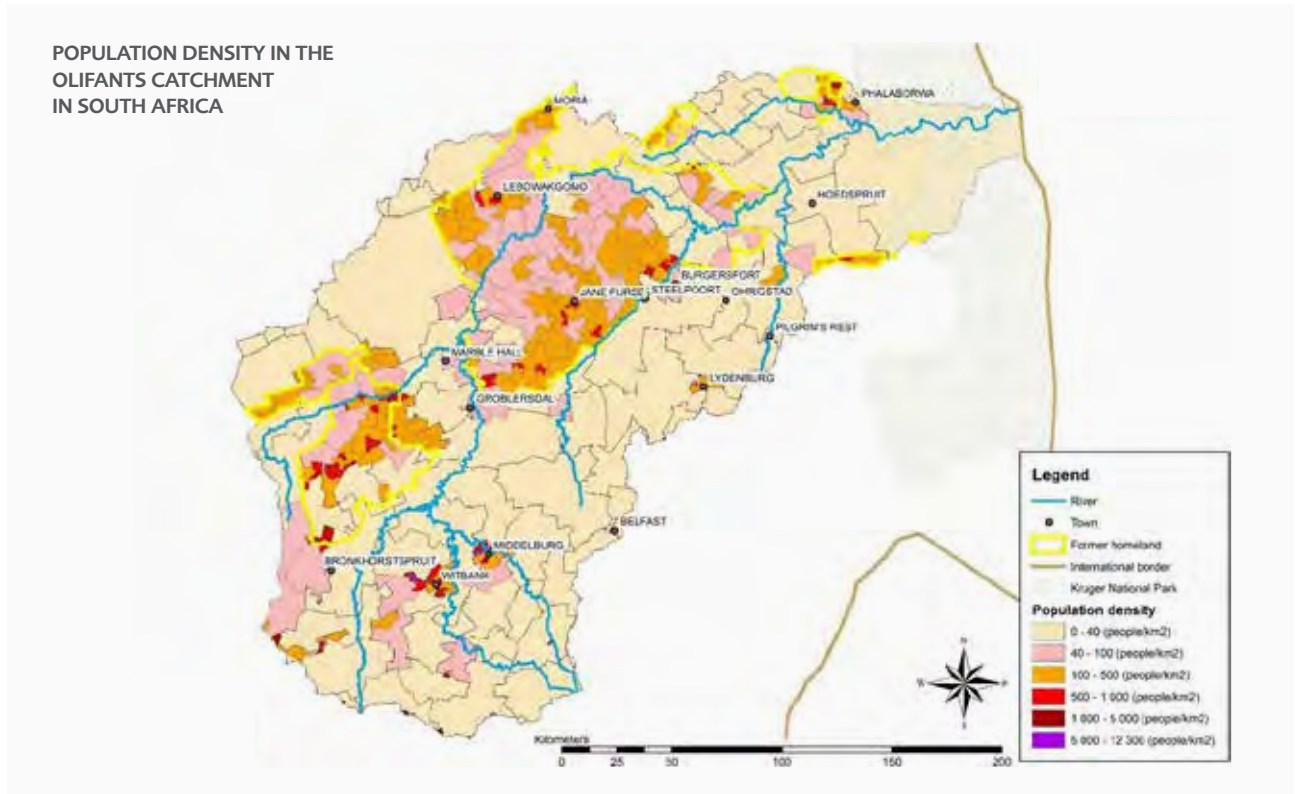 POPULATION DENSITY IN THE
OLIFANTS CATCHMENT
IN SOUTH AFRICA
MORIA
PHALABORWA
LEBOWAKGOMO
HOEDSPRUIT
BURGERSFORT
JANE FURSE
STEELPOORT
OHRIGSTAD
PILGRIM'S REST
MARBLE HALL
LYDENBURG
GROBLERSDAL
BELFAST
MIDDELBURG
BRONKHORSTSPRUIT
WITBANK
Legend
River
Town
Former homeland
International border
Kruger National Park
Population density
0 - 40 (people/km2)
40 - 100 (people/km2)
100 - 500 (people/km2)
500 - 1 000 (people/km2)
1 000 - 5 000 (people/km2)
5 000 - 12 306 (people/km2)
N
W
S
Kilometers
0 25 50 100 150 200